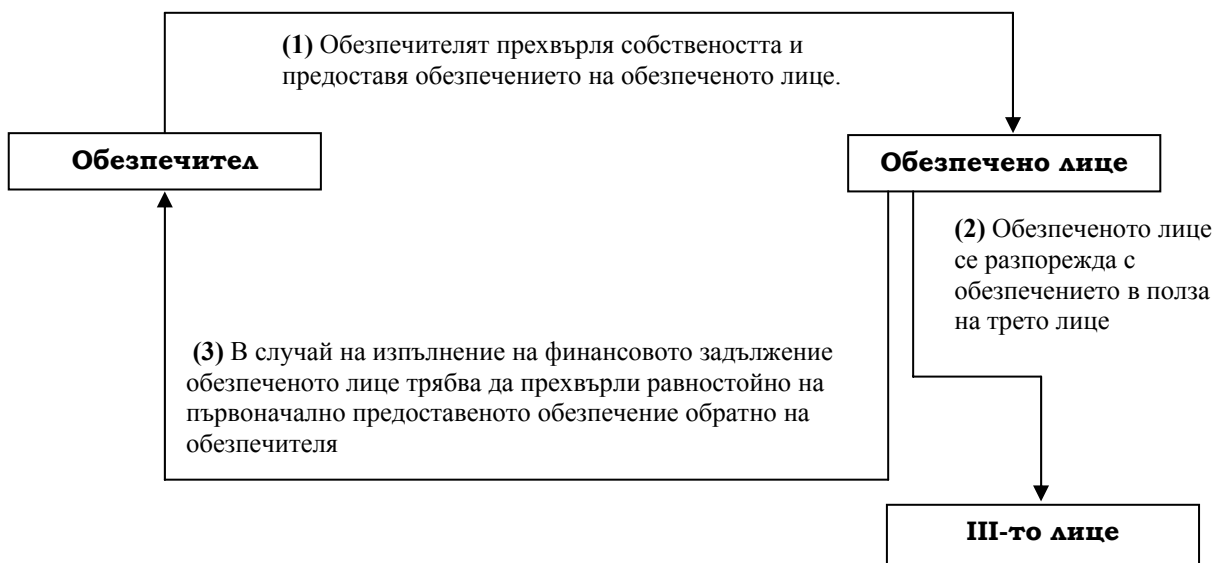 (1) Обезпечителят прехвърля собствеността и
предоставя обезпечението на обезпеченото лице.
Обезпечител
Обезпечено лице
(2) Обезпеченото лице
се разпорежда с
обезпечението в полза
на трето лице
(3) В случай на изпълнение на финансовото задължение
обезпеченото лице трябва да прехвърли равностойно на
първоначално предоставеното обезпечение обратно на
обезпечителя
III-то лице